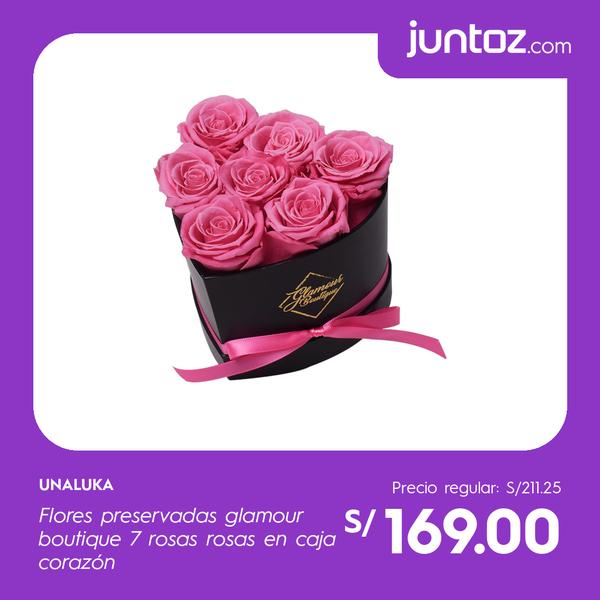 juntoz.com
Glamour
Boutique
UNALUKA
Flores preservadas glamour
boutique 7 rosas rosas en caja
corazón
Precio regular: S/211.25
S/169.00